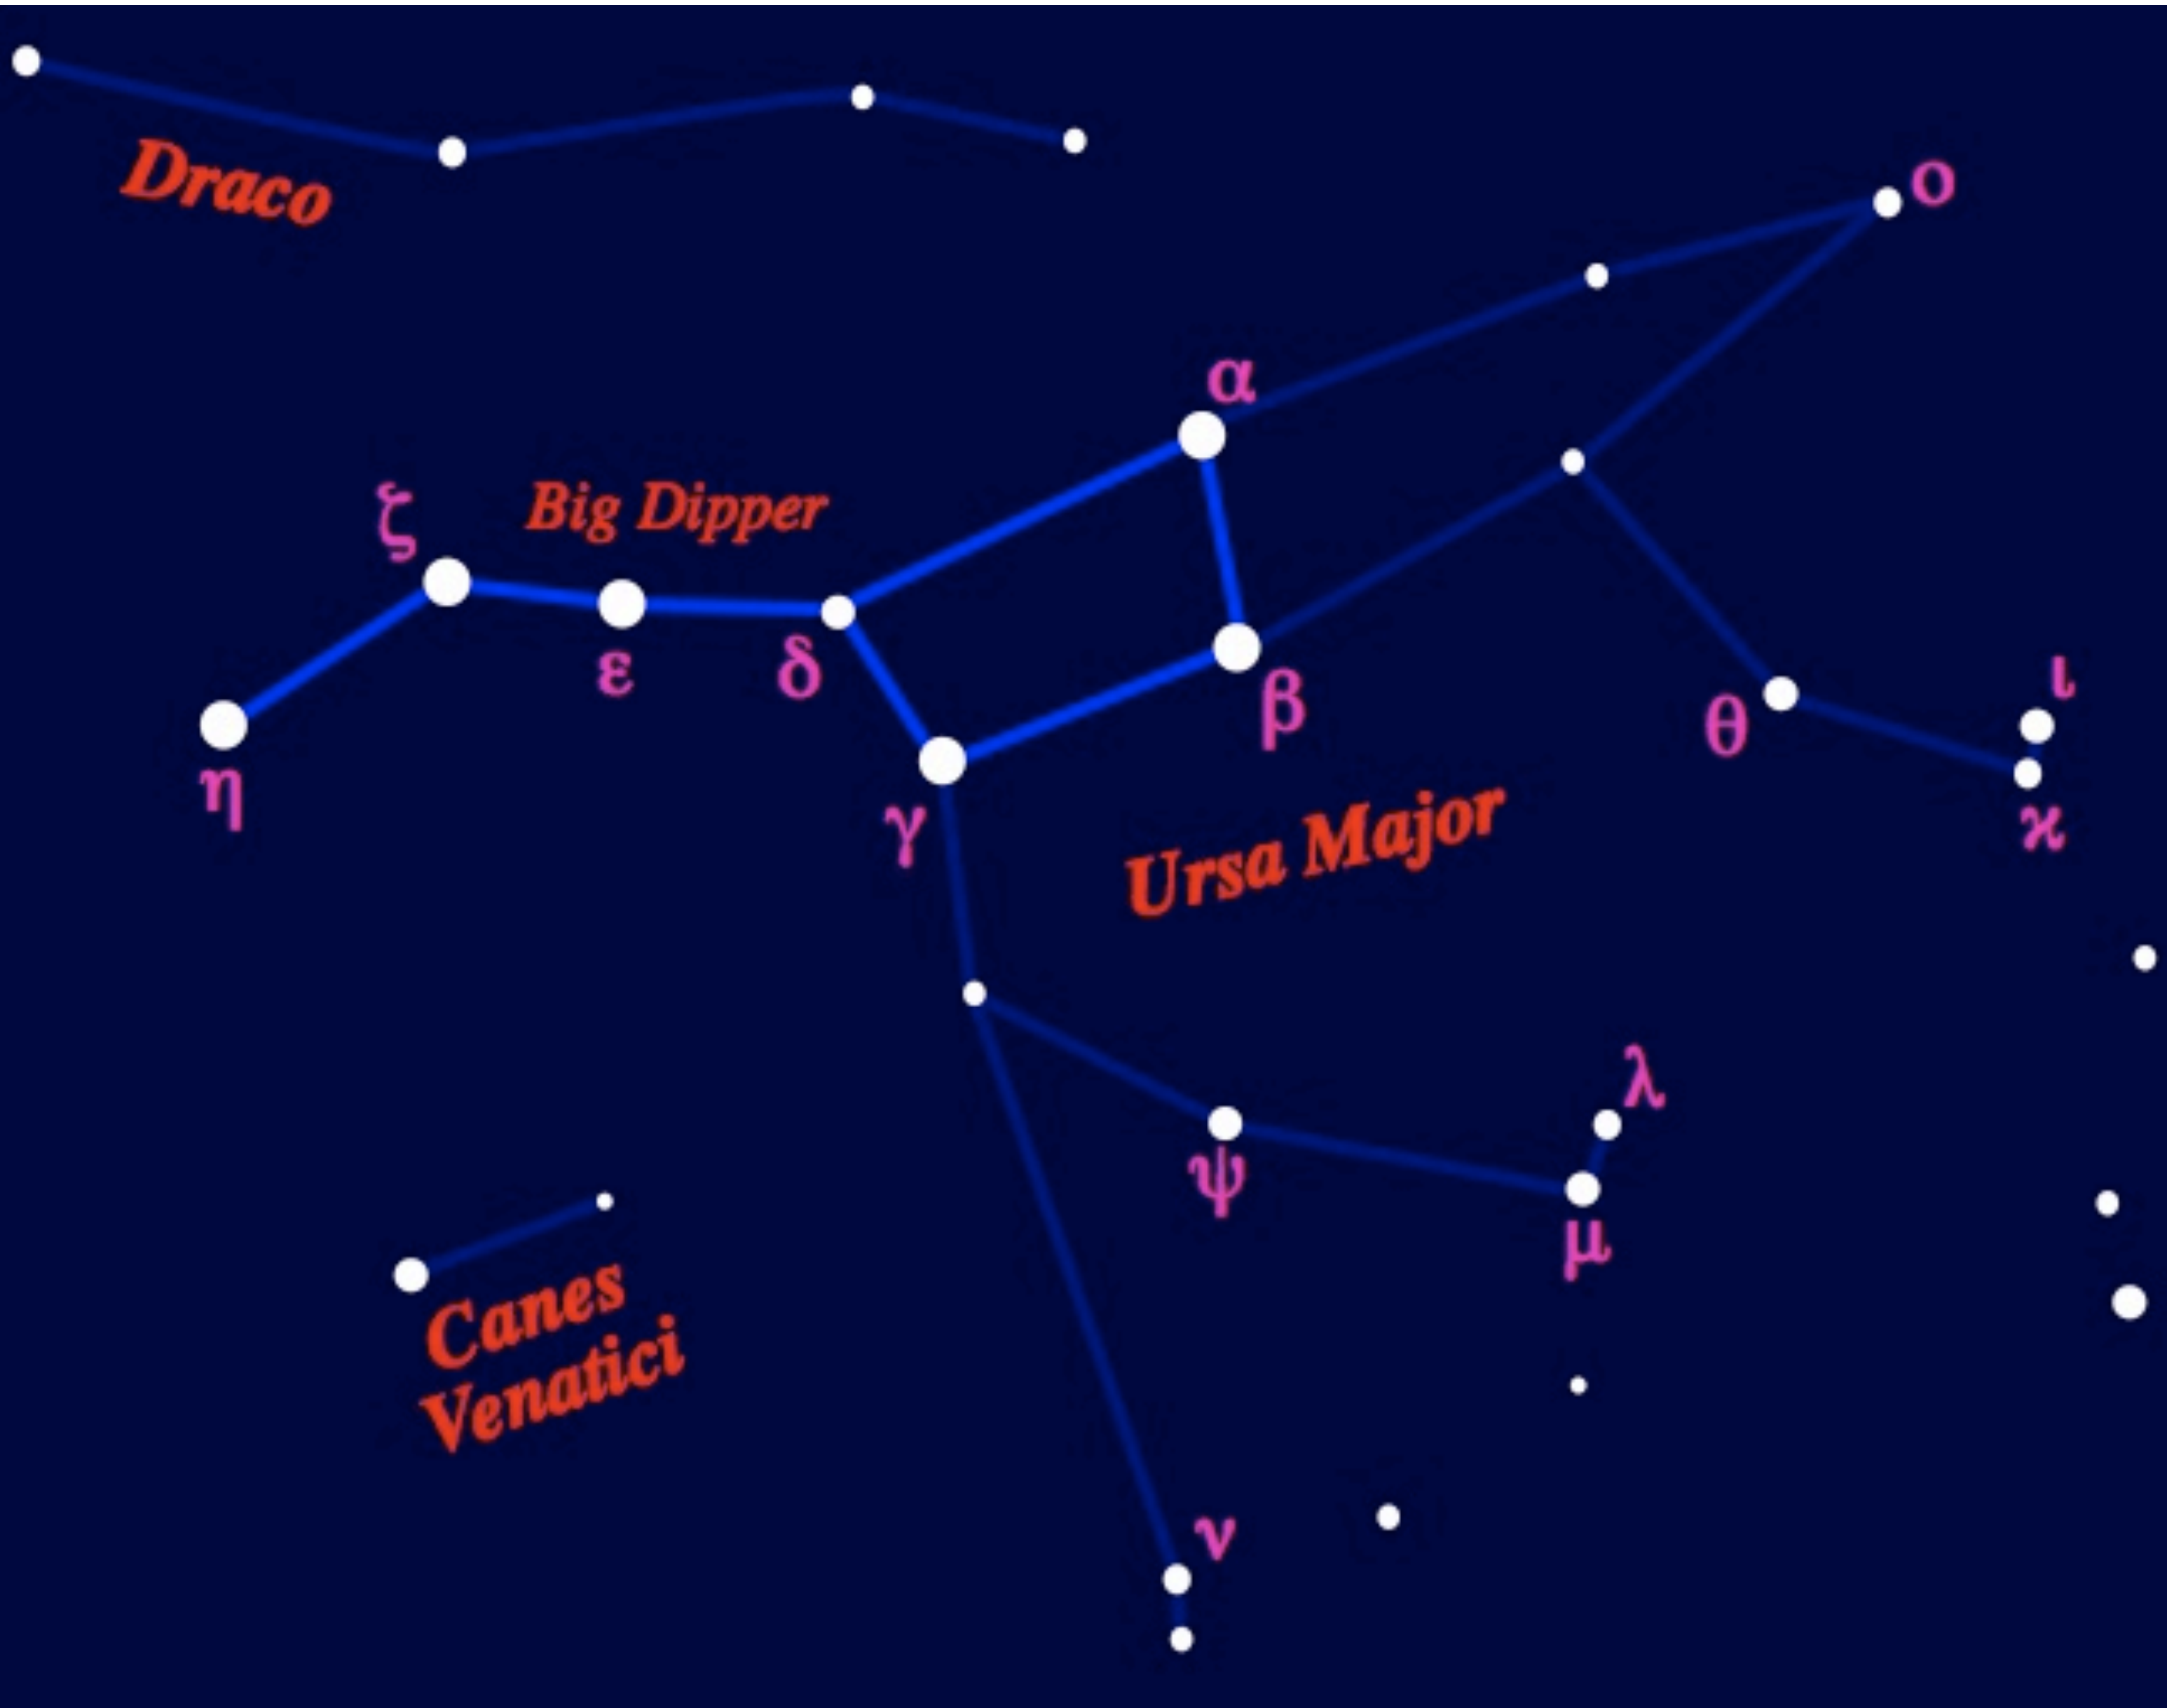 Draco
ο
α
ζ
Big Dipper
ε
δ
β
ι
θ
η
γ
ϰ
Ursa Major
λ
ψ
μ
Canes
Venatici
ν